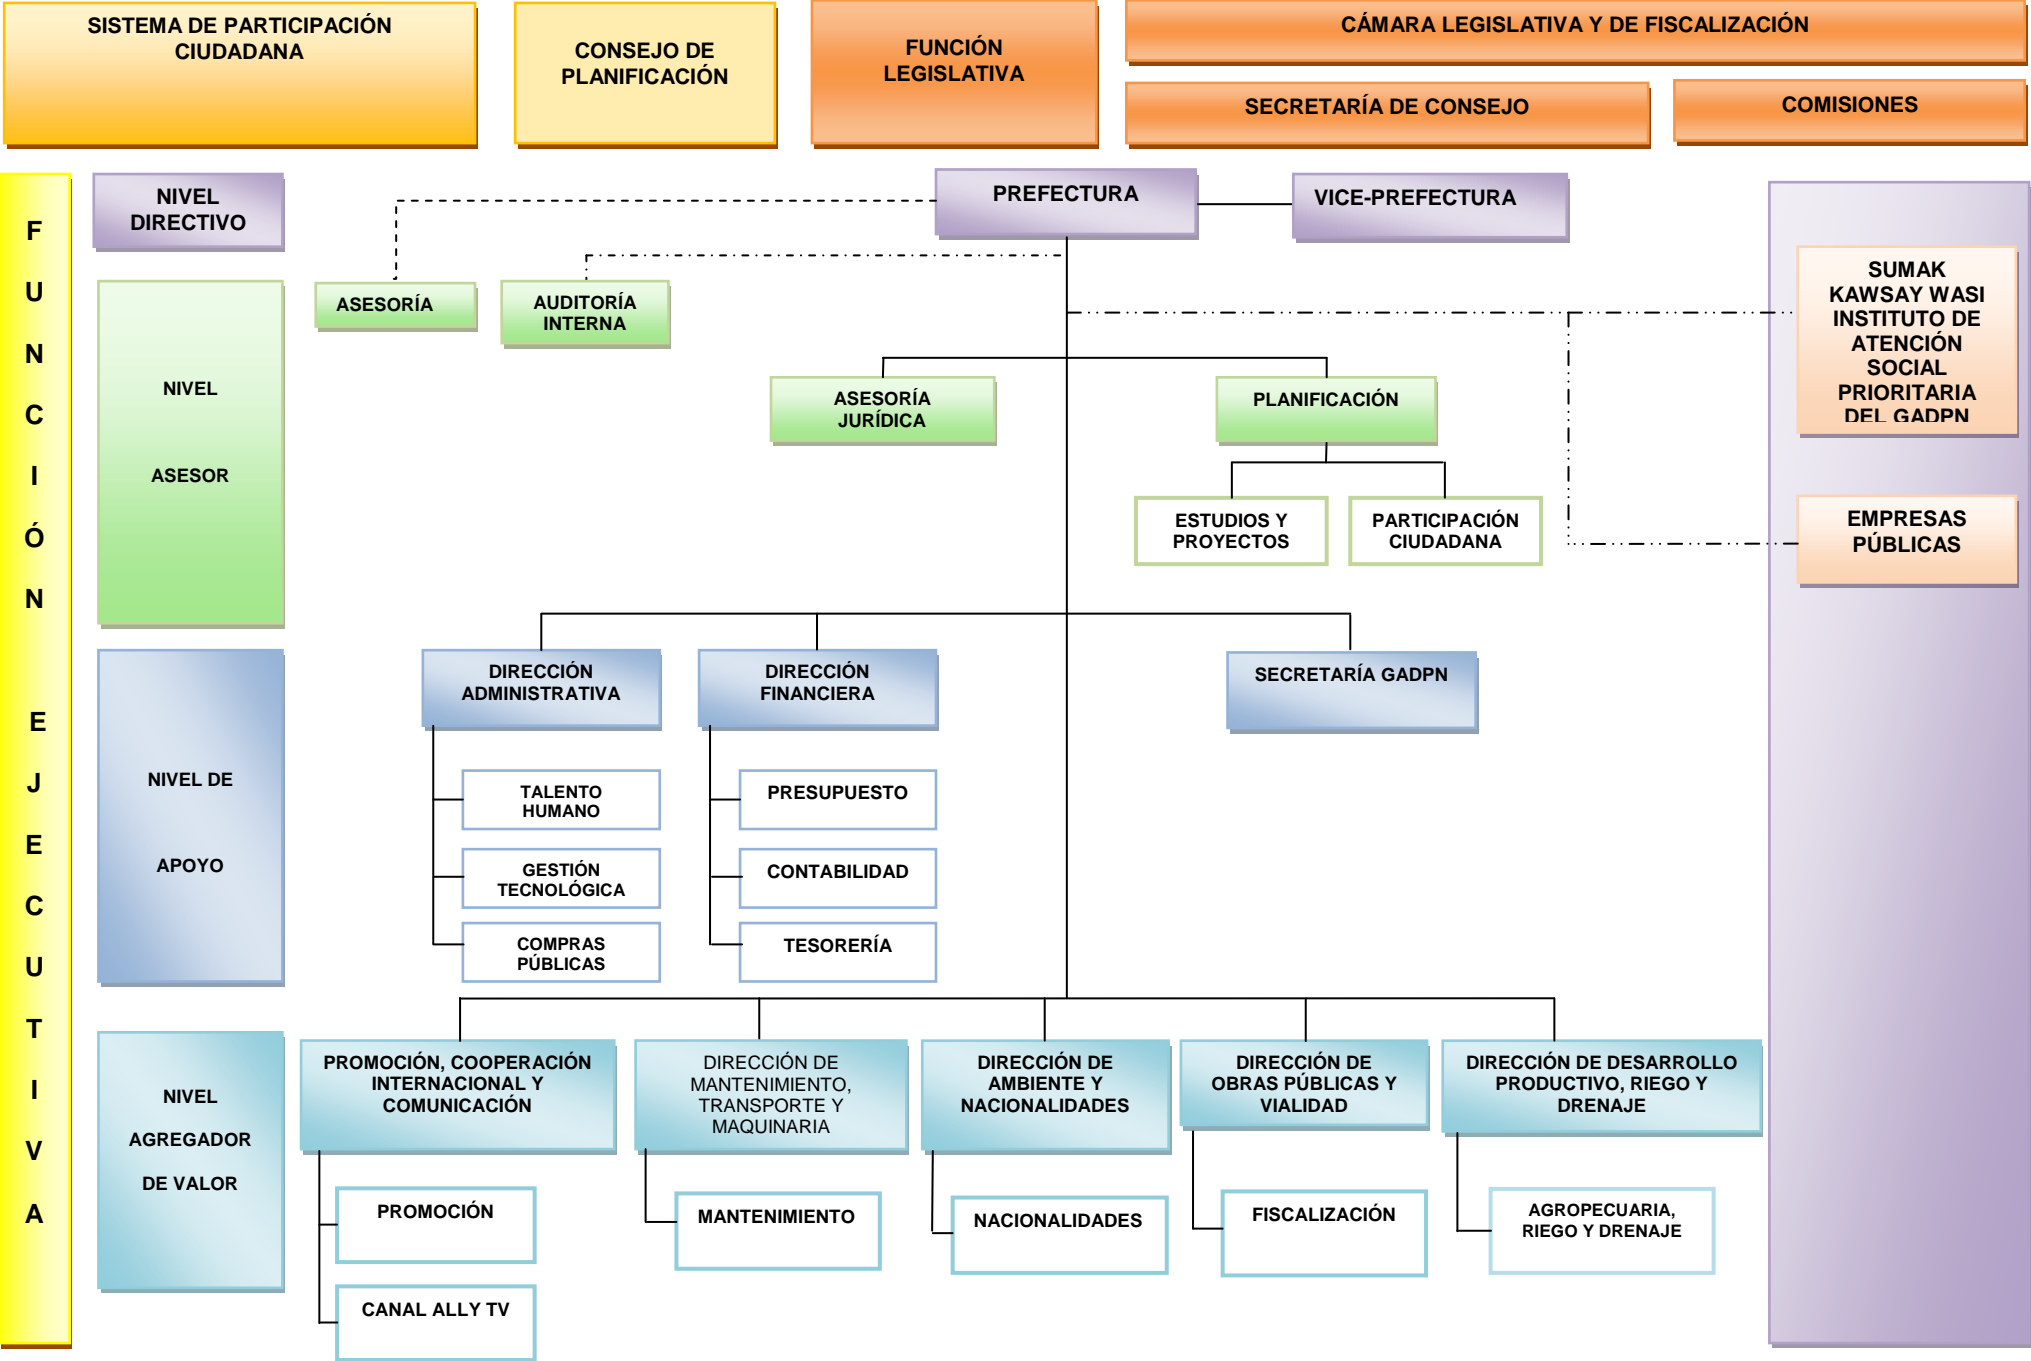 SISTEMA DE PARTICIPACIÓN
CIUDADANA
CONSEJO DE
PLANIFICACIÓN
FUNCIÓN
LEGISLATIVA
CÁMARA LEGISLATIVA Y DE FISCALIZACIÓN
SECRETARÍA DE CONSEJO
COMISIONES
F
U
N
C
I
Ó
N
E
J
E
C
U
T
I
V
A
NIVEL
DIRECTIVO
PREFECTURA
VICE-PREFECTURA
NIVEL
ASESOR
ASESORÍA
AUDITORÍA
INTERNA
SUMAK
KAWSAY WASI
INSTITUTO DE
ATENCIÓN
SOCIAL
PRIORITARIA
DEL GADPN
ASESORÍA
JURÍDICA
PLANIFICACIÓN
ESTUDIOS Y
PROYECTOS
PARTICIPACIÓN
CIUDADANA
EMPRESAS
PÚBLICAS
NIVEL DE
APOYO
DIRECCIÓN
ADMINISTRATIVA
DIRECCIÓN
FINANCIERA
SECRETARÍA GADPN
TALENTO
HUMANO
PRESUPUESTO
GESTIÓN
TECNOLÓGICA
CONTABILIDAD
COMPRAS
PÚBLICAS
TESORERÍA
NIVEL
AGREGADOR
DE VALOR
PROMOCIÓN, COOPERACIÓN
INTERNACIONAL Y
COMUNICACIÓN
DIRECCIÓN DE
MANTENIMIENTO,
TRANSPORTE Y
MAQUINARIA
DIRECCIÓN DE
AMBIENTE Y
NACIONALIDADES
DIRECCIÓN DE
OBRAS PÚBLICAS Y
VIALIDAD
DIRECCIÓN DE DESARROLLO
PRODUCTIVO, RIEGO Y
DRENAJE
PROMOCIÓN
MANTENIMIENTO
NACIONALIDADES
FISCALIZACIÓN
AGROPECUARIA,
RIEGO Y DRENAJE
CANAL ALLY TV